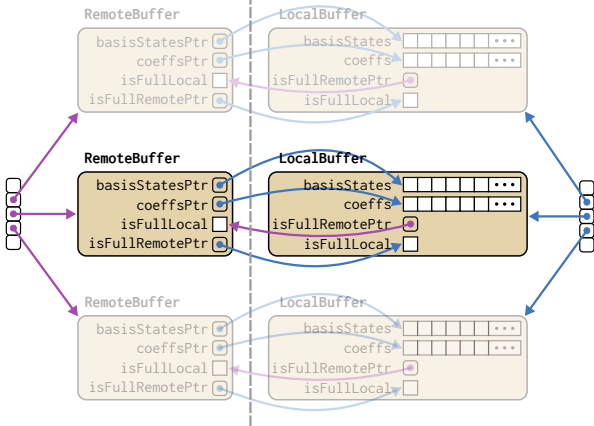 RemoteBuffer
basisStatesPtr
coeffsPtr
isFullLocal
isFullRemotePtr
LocalBuffer
basisStates
coeffs
isFullRemotePtr
isFullLocal
RemoteBuffer
basisStatesPtr
coeffsPtr
isFullLocal
isFullRemotePtr
LocalBuffer
basisStates
coeffs
isFullRemotePtr
isFullLocal
RemoteBuffer
basisStatesPtr
coeffsPtr
isFullLocal
isFullRemotePtr
LocalBuffer
basisStates
coeffs
isFullRemotePtr
isFullLocal